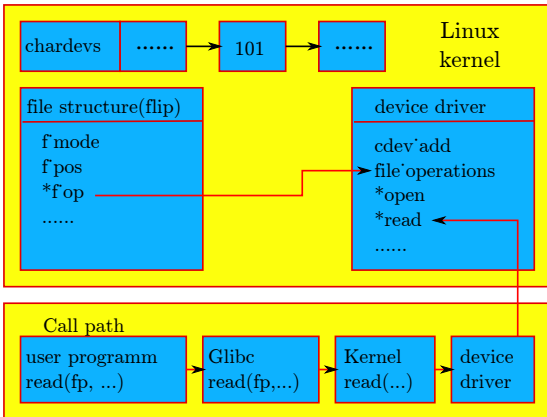 Linux
kernel
chardevs
......
101
......
file structure(flip)
f˙mode
f˙pos
*f˙op
......
device driver
cdev˙add
file˙operations
*open
*read
......
Call path
user programm
read(fp, ...)
Glibc
read(fp,...)
Kernel
read(...)
device
driver